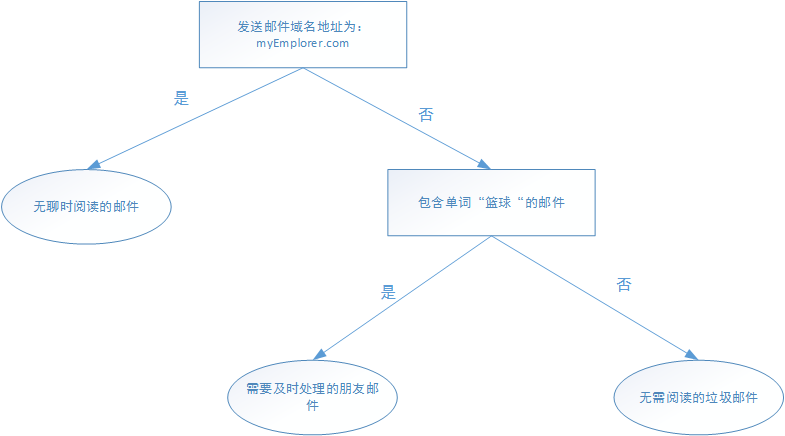 发送邮件域名地址为：
myEmplorer.com
是
否
无聊时阅读的邮件
包含单词“篮球“的邮件
是
否
需要及时处理的朋友邮
件
无需阅读的垃圾邮件